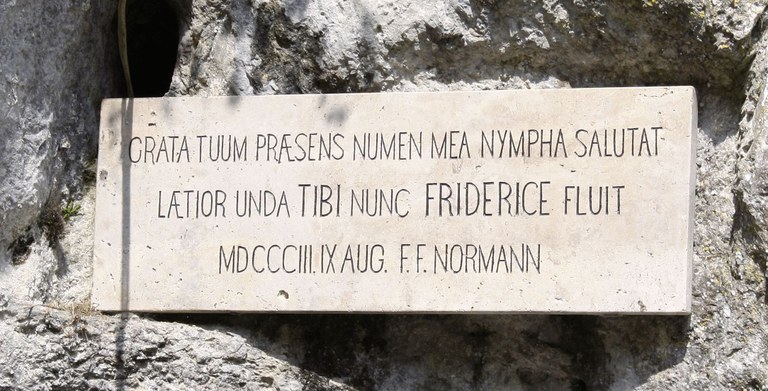 GRATA TUUM PRÆSENS NUMEN MEA NYMPHA SALUTAT
LÆTIOR UNDA TIBI NUNC FRIDERICE FLUIT
MDCCCIII. IX AUG. F. F. NORMANN